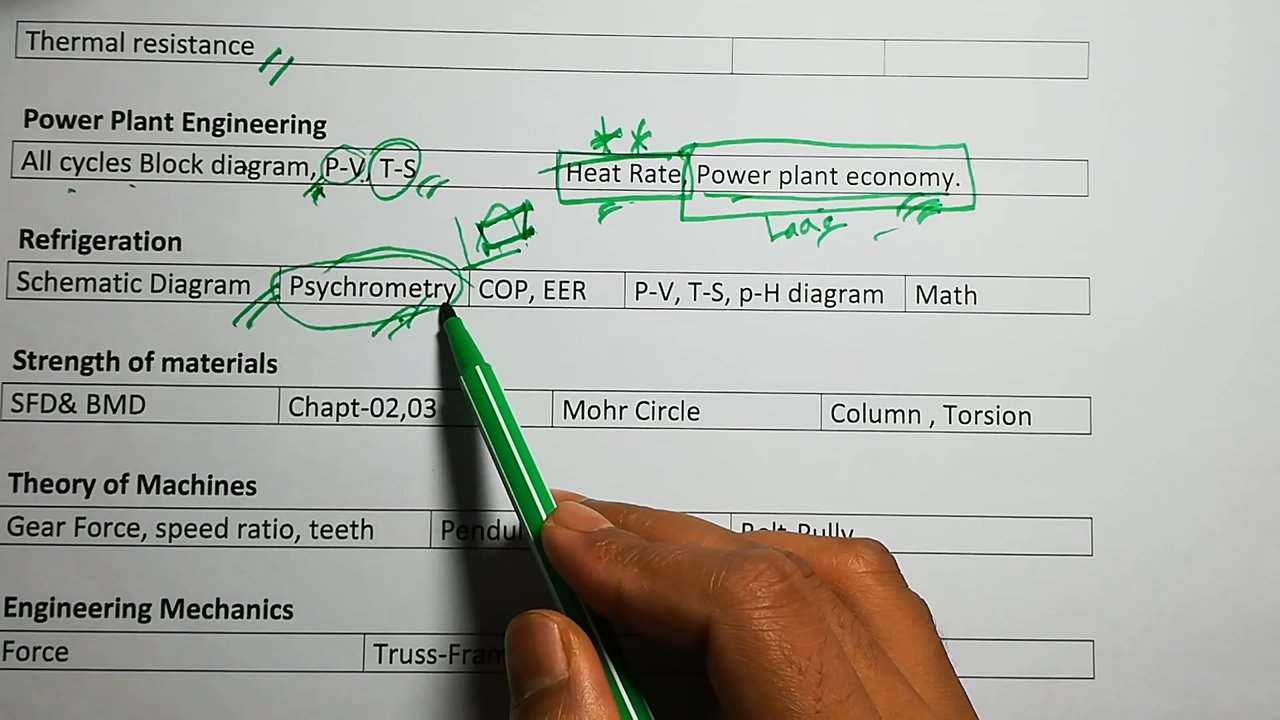 Thermal resistance
Power Plant Engineering
All cycles Block diagram, P-V, T-S Heat Rate, Power plant economy.
Refrigeration
Schematic Diagram Psychrometry COP, EER P-V, T-S, p-H diagram Math
Strength of materials
SFD& BMD Chapt-02,03 Mohr Circle Column , Torsion
Theory of Machines
Gear Force, speed ratio, teeth
Engineering Mechanics
Force